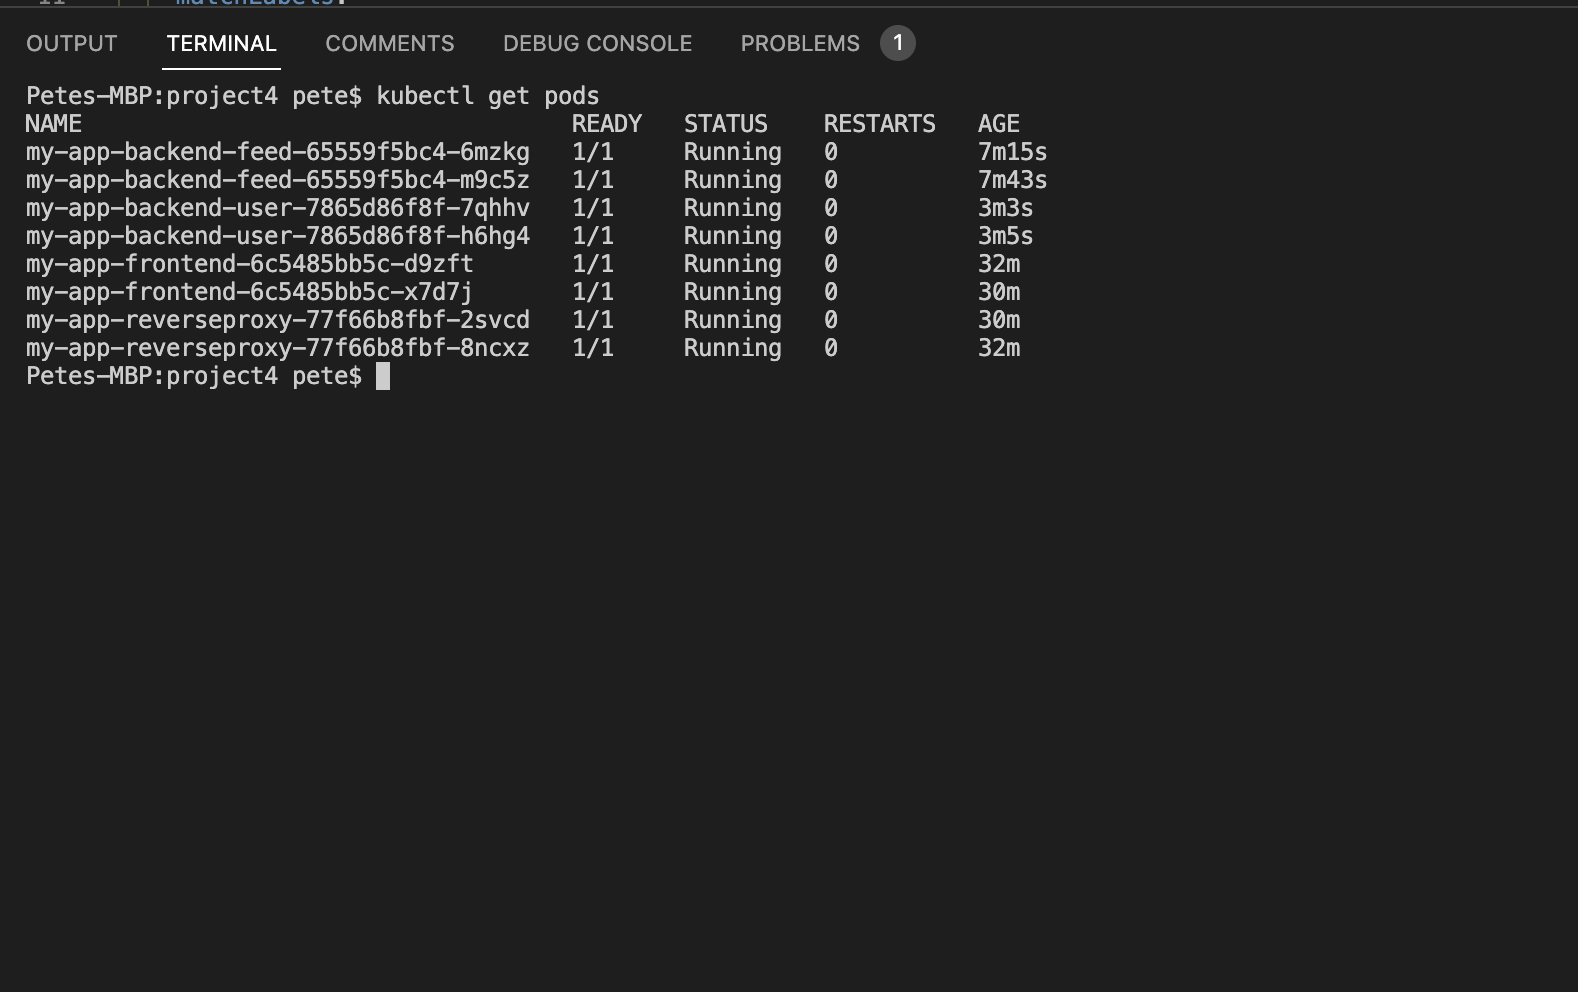 11 matchLabels:
OUTPUT TERMINAL COMMENTS DEBUG CONSOLE PROBLEMS 1
Petes-MBP:project4 pete$ kubectl get pods
NAME READY STATUS RESTARTS AGE
my-app-backend-feed-65559f5bc4-6mzkg 1/1 Running 0 7m15s
my-app-backend-feed-65559f5bc4-m9c5z 1/1 Running 0 7m43s
my-app-backend-user-7865d86f8f-7qhhv 1/1 Running 0 3m3s
my-app-backend-user-7865d86f8f-h6hg4 1/1 Running 0 3m5s
my-app-frontend-6c5485bb5c-d9zft 1/1 Running 0 32m
my-app-frontend-6c5485bb5c-x7d7j 1/1 Running 0 30m
my-app-reverseproxy-77f66b8fbf-2svcd 1/1 Running 0 30m
my-app-reverseproxy-77f66b8fbf-8ncxz 1/1 Running 0 32m
Petes-MBP:project4 pete$